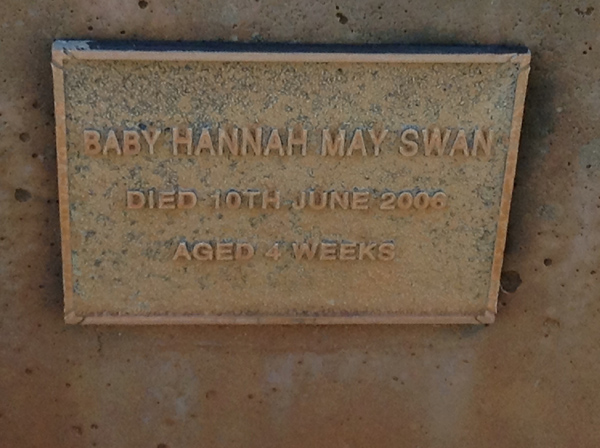 BABY HANNAH MAY SWAN
DIED 10TH JUNE 2006
AGED 4 WEEKS